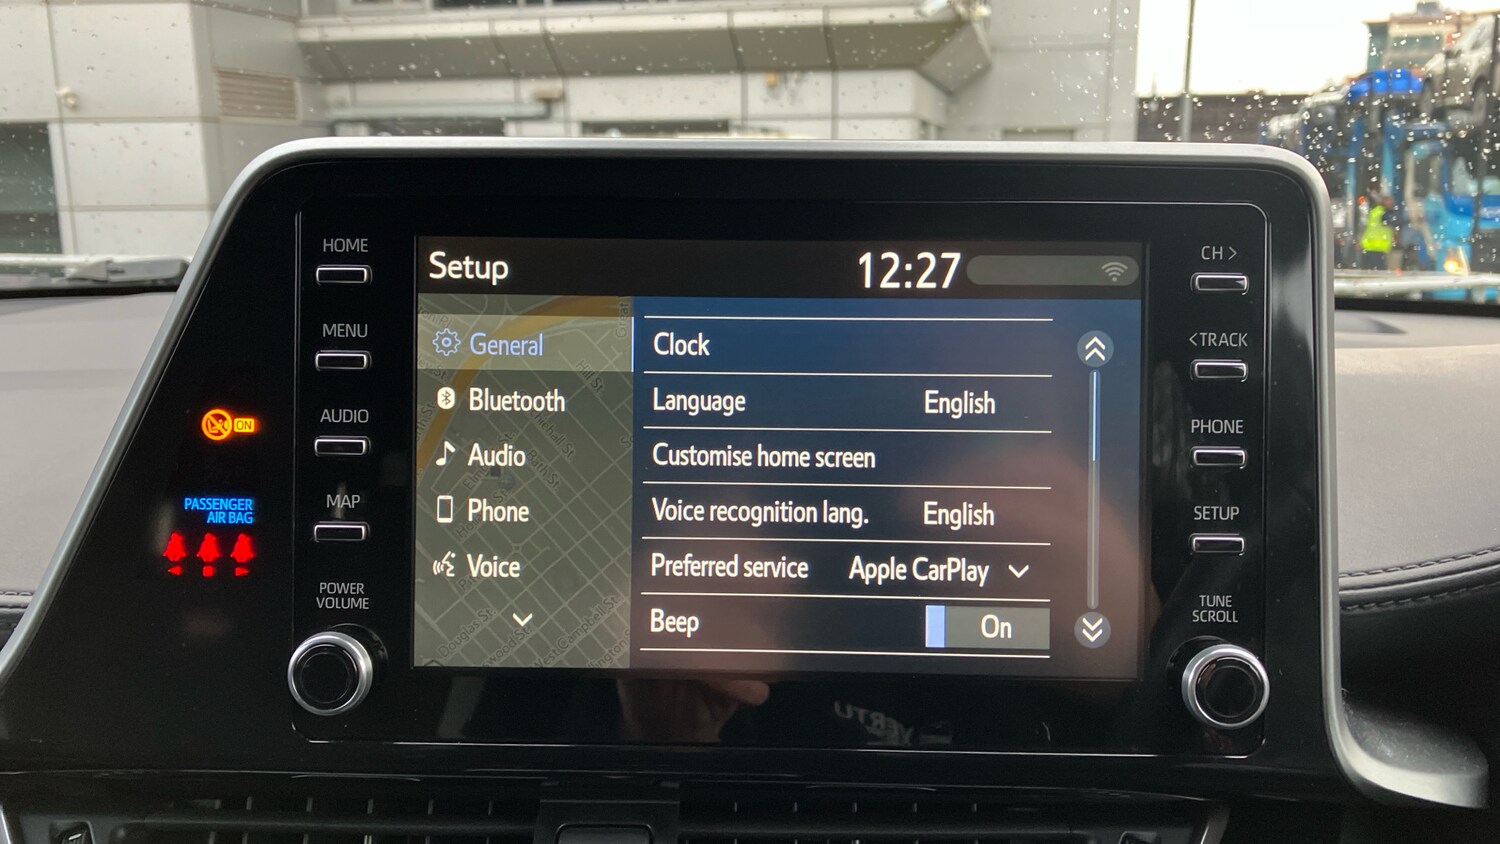 HOME
MENU
AUDIO
MAP
POWER
VOLUME
ON
PASSENGER
AIR BAG
Setup
12:27
General
Bluetooth
Audio
Phone
Voice
Clock
Language English
Customise home screen
Voice recognition lang. English
Preferred service Apple CarPlay
Beep On
CH >
< TRACK
PHONE
SETUP
TUNE
SCROLL
VERTU